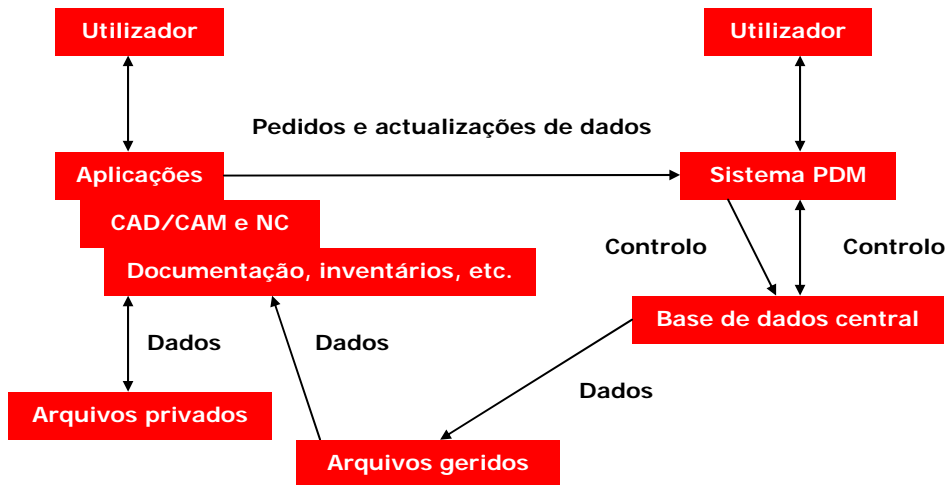 Utilizador
Utilizador
Pedidos e actualizações de dados
Aplicações
Sistema PDM
CAD/CAM e NC
Controlo
Controlo
Documentação, inventários, etc.
Base de dados central
Dados
Dados
Dados
Arquivos privados
Arquivos geridos